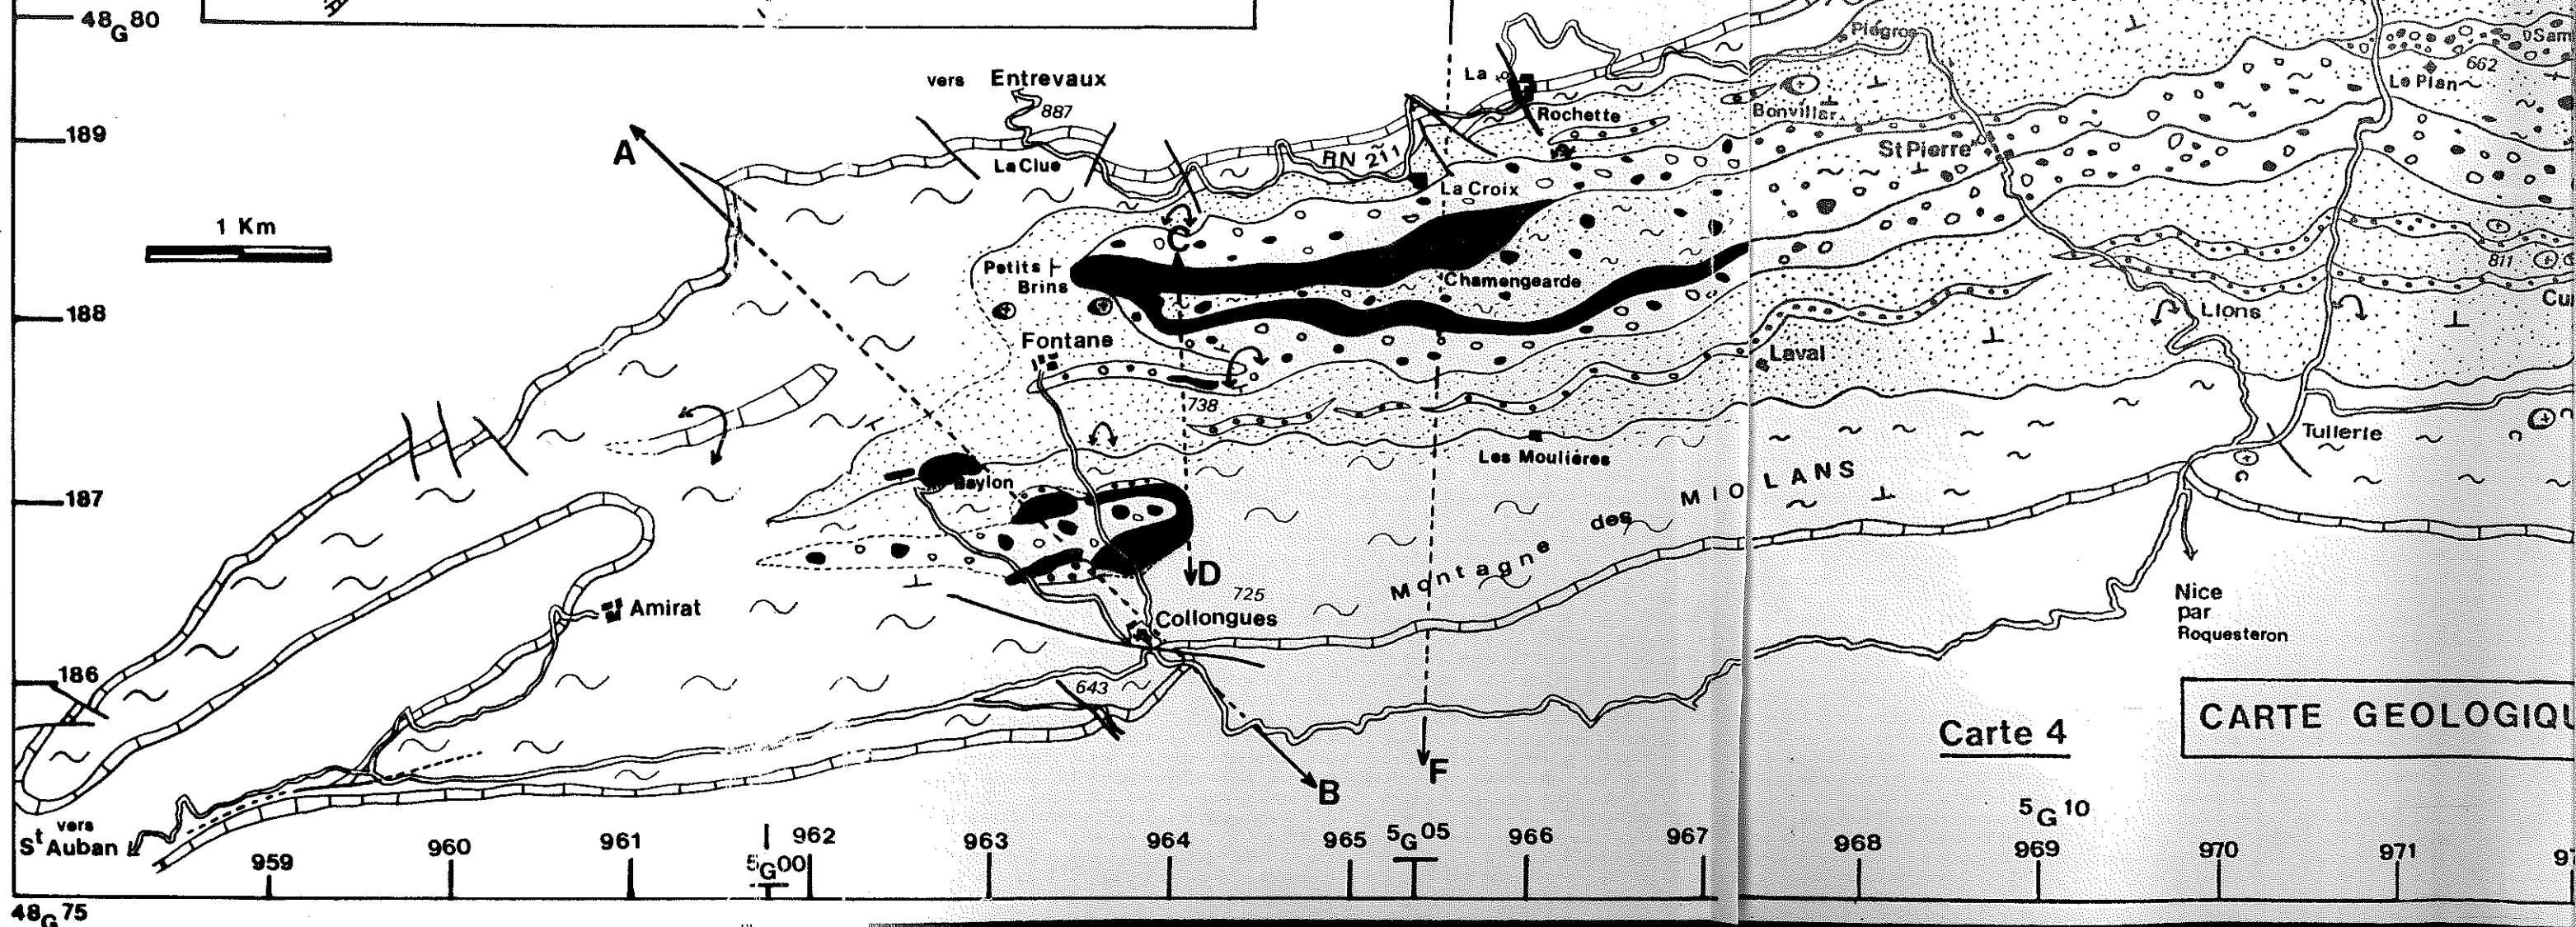 48G80
Piégros
Sam
vers Entrevaux
La
662
Le Plan
887
Rochette
Bonvillar
189
A
RN 211
St Pierre
La Clue
La Croix
1 Km
C
811
Petits
Brins
Chamengearde
188
Lions
Fontane
Laval
738
Tullerie
Les Moulières
Baylon
187
Montagne des MIOLANS
D
725
Nice
par
Roquesteron
Amirat
Collongues
186
643
CARTE GEOLOGIQU
Carte 4
F
B
vers
St Auban
959
960
961
962
963
964
965
966
967
968
969
970
971
5G00
5G05
5G10
48G75